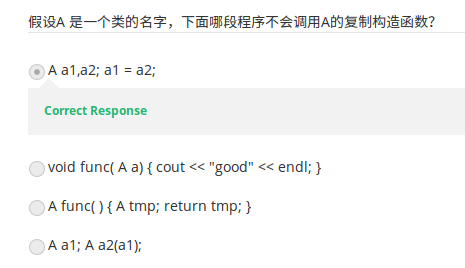 假设A 是一个类的名字，下面哪段程序不会调用A的复制构造函数?
A a1,a2; a1 = a2;
Correct Response
void func( A a) { cout << "good" << endl; }
A func( ) { A tmp; return tmp; }
A a1; A a2(a1);